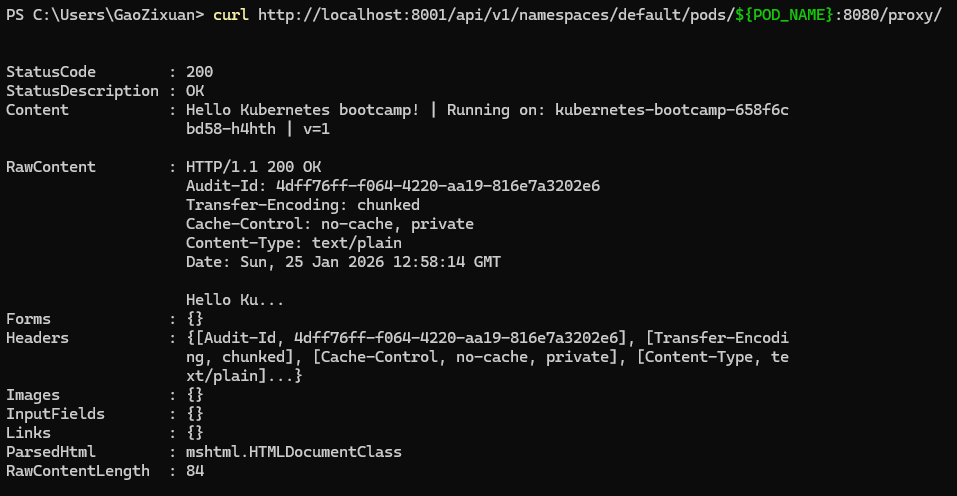 PS C:\Users\GaoZixuan> curl http://localhost:8001/api/v1/namespaces/default/pods/${POD_NAME}:8080/proxy/
StatusCode        : 200
StatusDescription : OK
Content           : Hello Kubernetes bootcamp! | Running on: kubernetes-bootcamp-658f6c
                    bd58-h4hth | v=1
RawContent        : HTTP/1.1 200 OK
                    Audit-Id: 4dff76ff-f064-4220-aa19-816e7a3202e6
                    Transfer-Encoding: chunked
                    Cache-Control: no-cache, private
                    Content-Type: text/plain
                    Date: Sun, 25 Jan 2026 12:58:14 GMT
                    Hello Ku...
Forms             : {}
Headers           : {[Audit-Id, 4dff76ff-f064-4220-aa19-816e7a3202e6], [Transfer-Encodi
                    ng, chunked], [Cache-Control, no-cache, private], [Content-Type, te
                    xt/plain]...}
Images            : {}
InputFields       : {}
Links             : {}
ParsedHtml        : mshtml.HTMLDocumentClass
RawContentLength  : 84